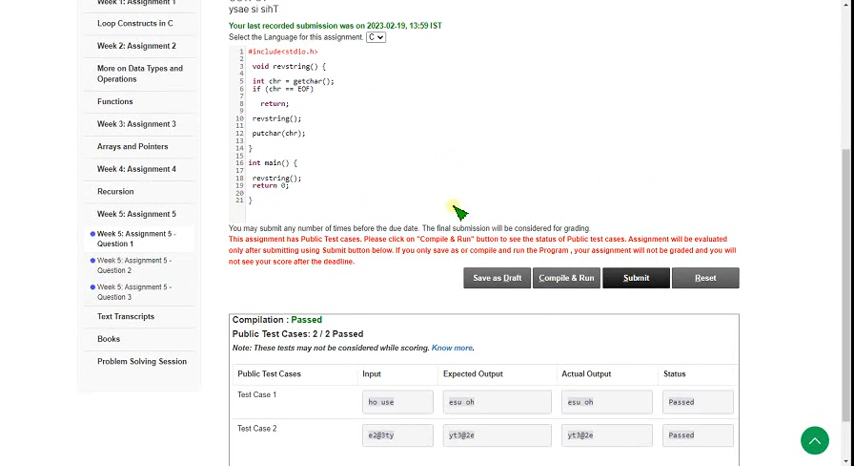 Week 1: Assignment 1
Loop Constructs in C
Week 2: Assignment 2
More on Data Types and
Operations
Functions
Week 3: Assignment 3
Arrays and Pointers
Week 4: Assignment 4
Recursion
Week 5: Assignment 5
Week 5: Assignment 5 -
Question 1
Week 5: Assignment 5 -
Question 2
Week 5: Assignment 5 -
Question 3
Text Transcripts
Books
Problem Solving Session
ysae si sihT
Your last recorded submission was on 2023-02-19, 13:59 IST
Select the Language for this assignment. C
1 #include<stdio.h>
2
3 void revstring() {
4
5 int chr = getchar();
6 if (chr == EOF)
7
8 return;
9
10 revstring();
11
12 putchar(chr);
13
14 }
15
16 int main() {
17
18 revstring();
19 return 0;
20
21 }
You may submit any number of times before the due date. The final submission will be considered for grading.
This assignment has Public Test cases. Please click on "Compile & Run" button to see the status of Public test cases. Assignment will be evaluated
only after submitting using Submit button below. If you only save as or compile and run the Program , your assignment will not be graded and you will
not see your score after the deadline.
Save as Draft Compile & Run Submit Reset
Compilation : Passed
Public Test Cases: 2 / 2 Passed
Note: These tests may not be considered while scoring. Know more.
Public Test Cases Input Expected Output Actual Output Status
Test Case 1 ho use esu oh esu oh Passed
Test Case 2 e2@3ty yt3@2e yt3@2e Passed